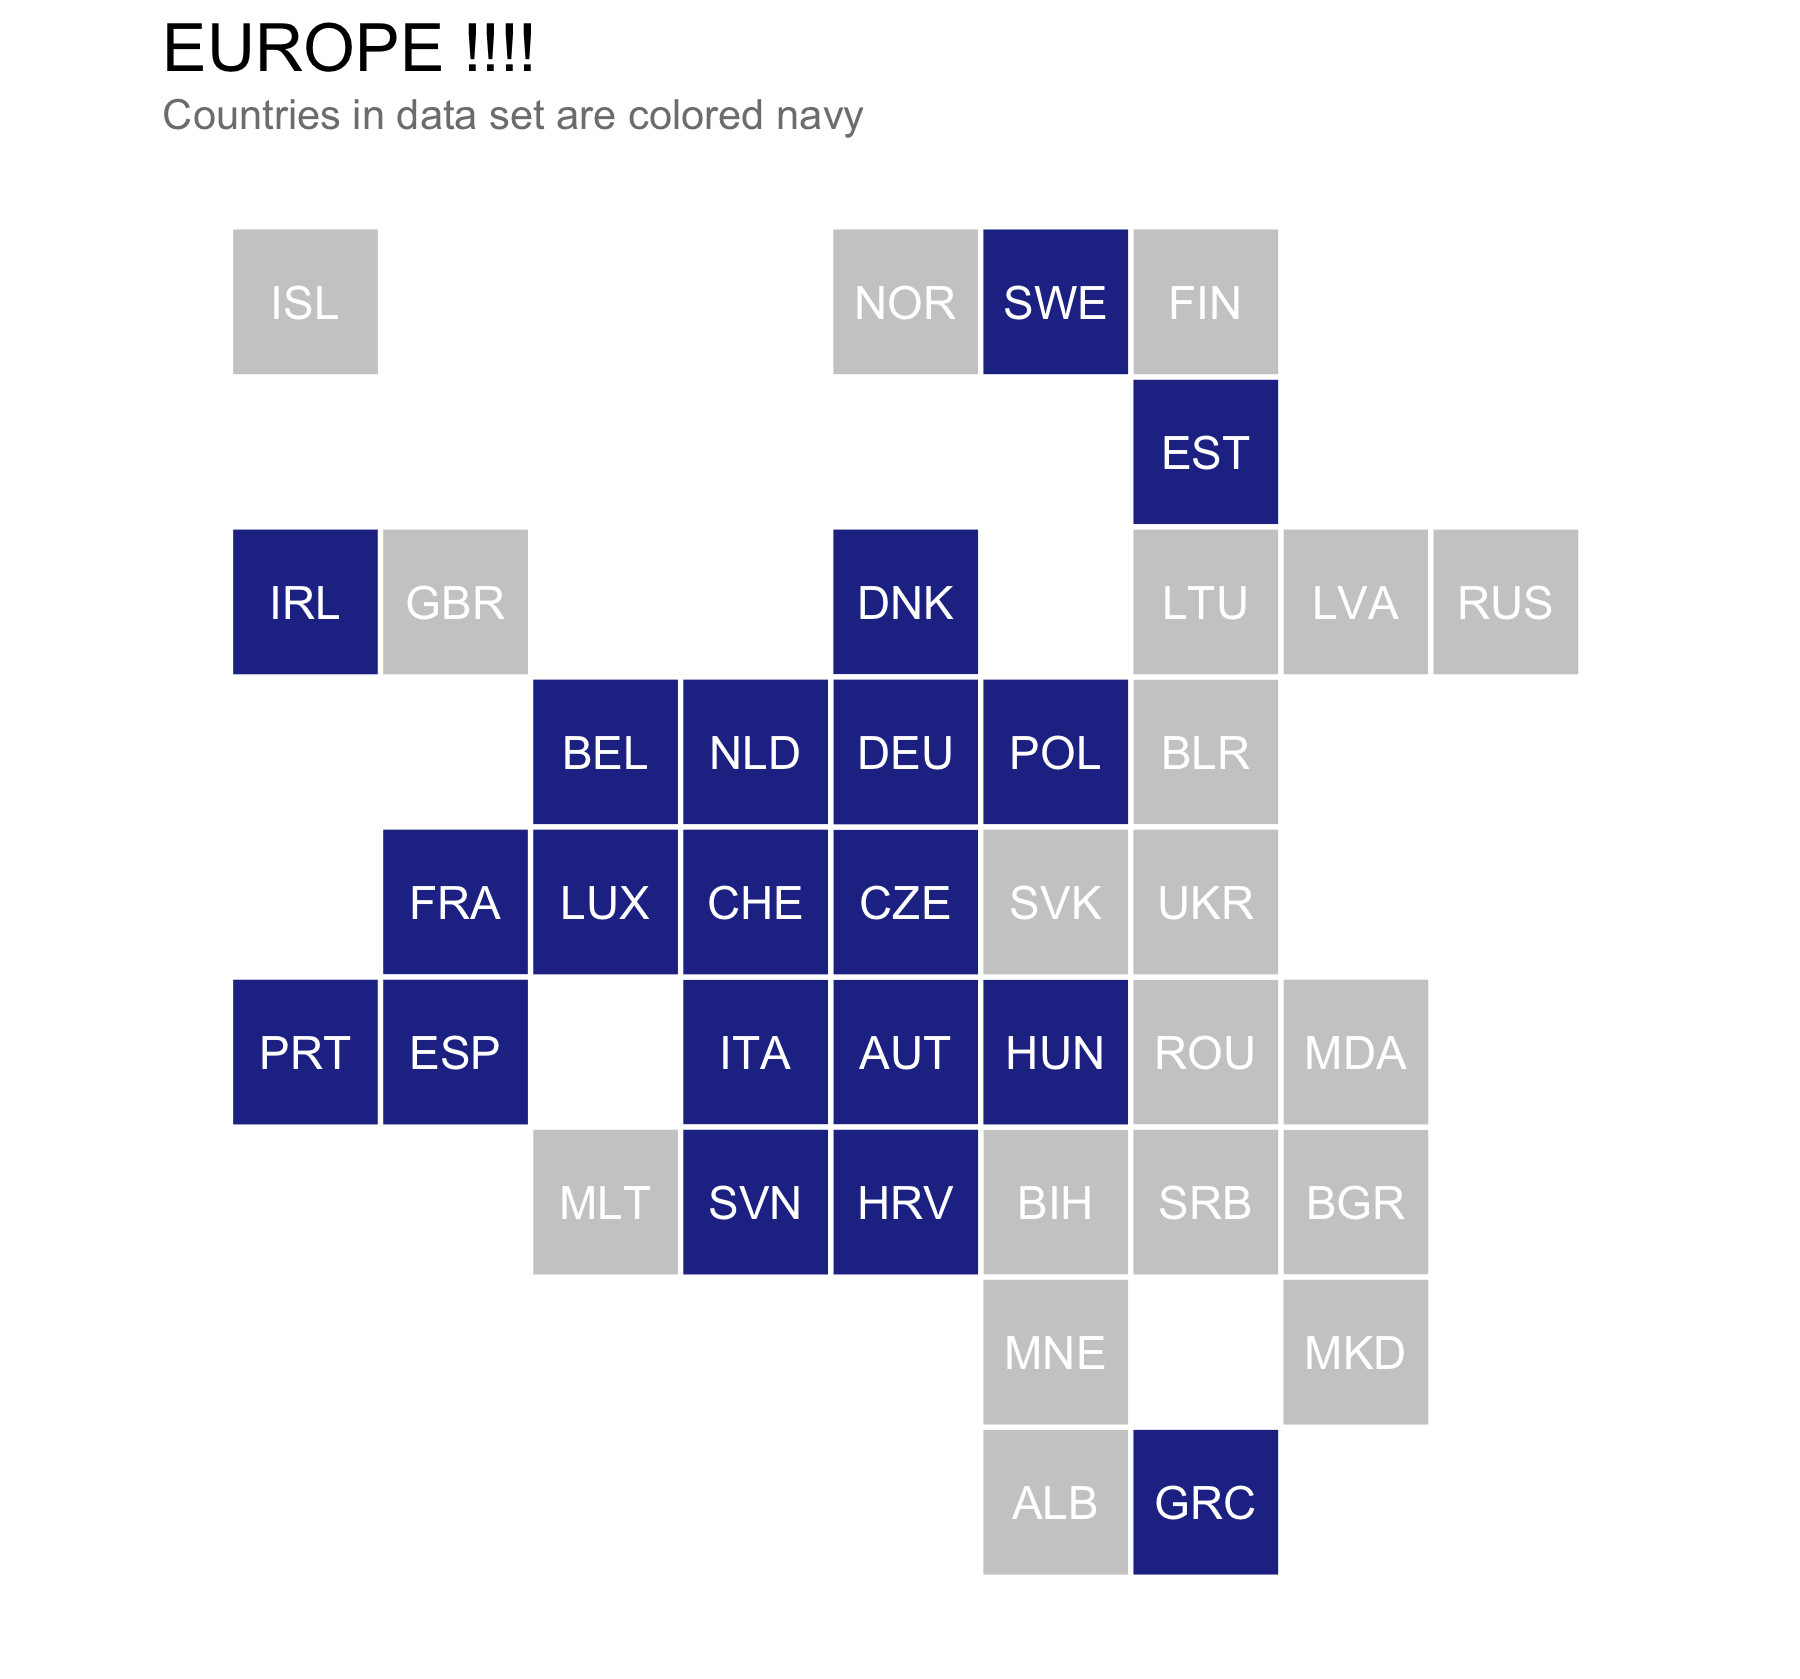 EUROPE !!!!
Countries in data set are colored navy
ISL NOR SWE FIN
EST
IRL GBR DNK LTU LVA RUS
BEL NLD DEU POL BLR
FRA LUX CHE CZE SVK UKR
PRT ESP ITA AUT HUN ROU MDA
MLT SVN HRV BIH SRB BGR
MNE MKD
ALB GRC